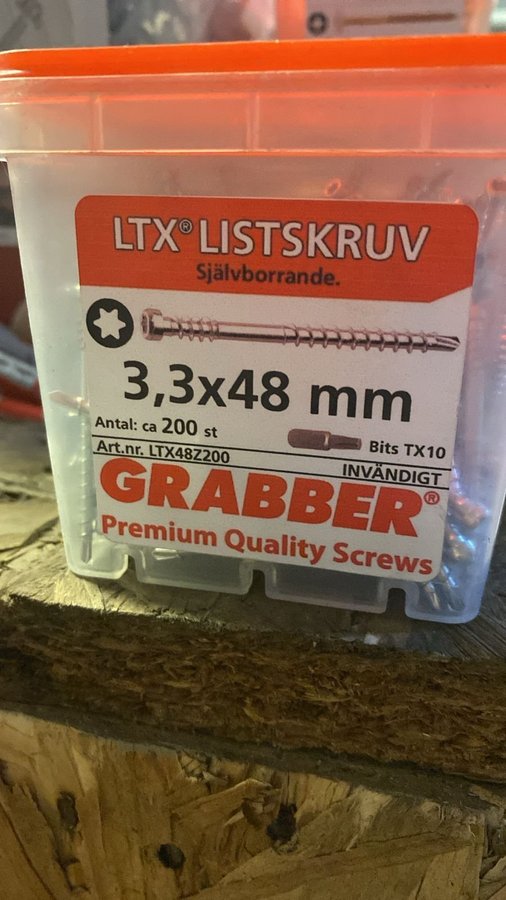 LTX® LISTSKRUV
Självborrande.
3,3x48 mm
Antal: ca 200 st
Bits TX10
Art.nr. LTX48Z200
INVÄNDIGT
GRABBER®
Premium Quality Screws